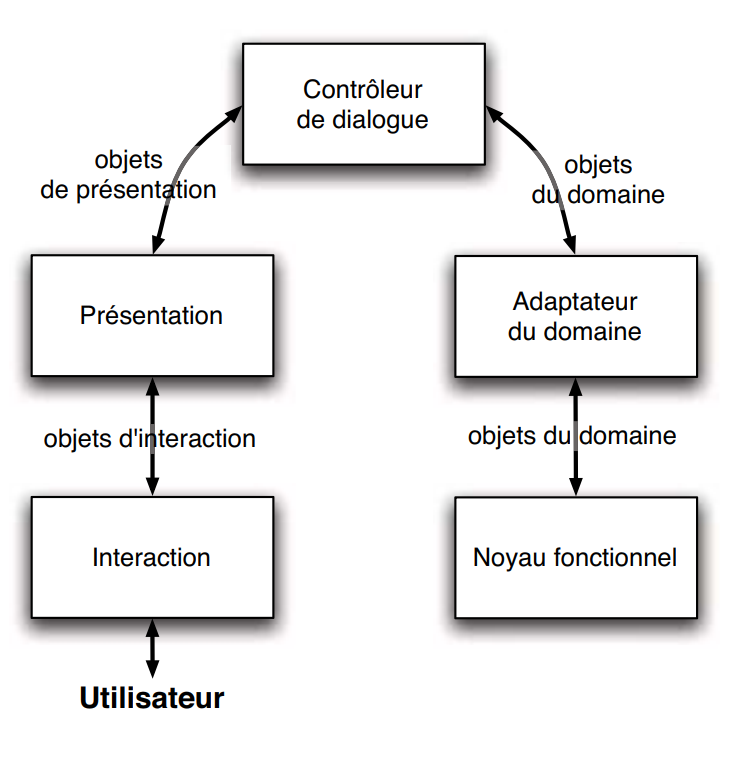 Contrôleur
de dialogue
objets
de présentation
objets
du domaine
Présentation
Adaptateur
du domaine
objets d'interaction
objets du domaine
Interaction
Noyau fonctionnel
Utilisateur